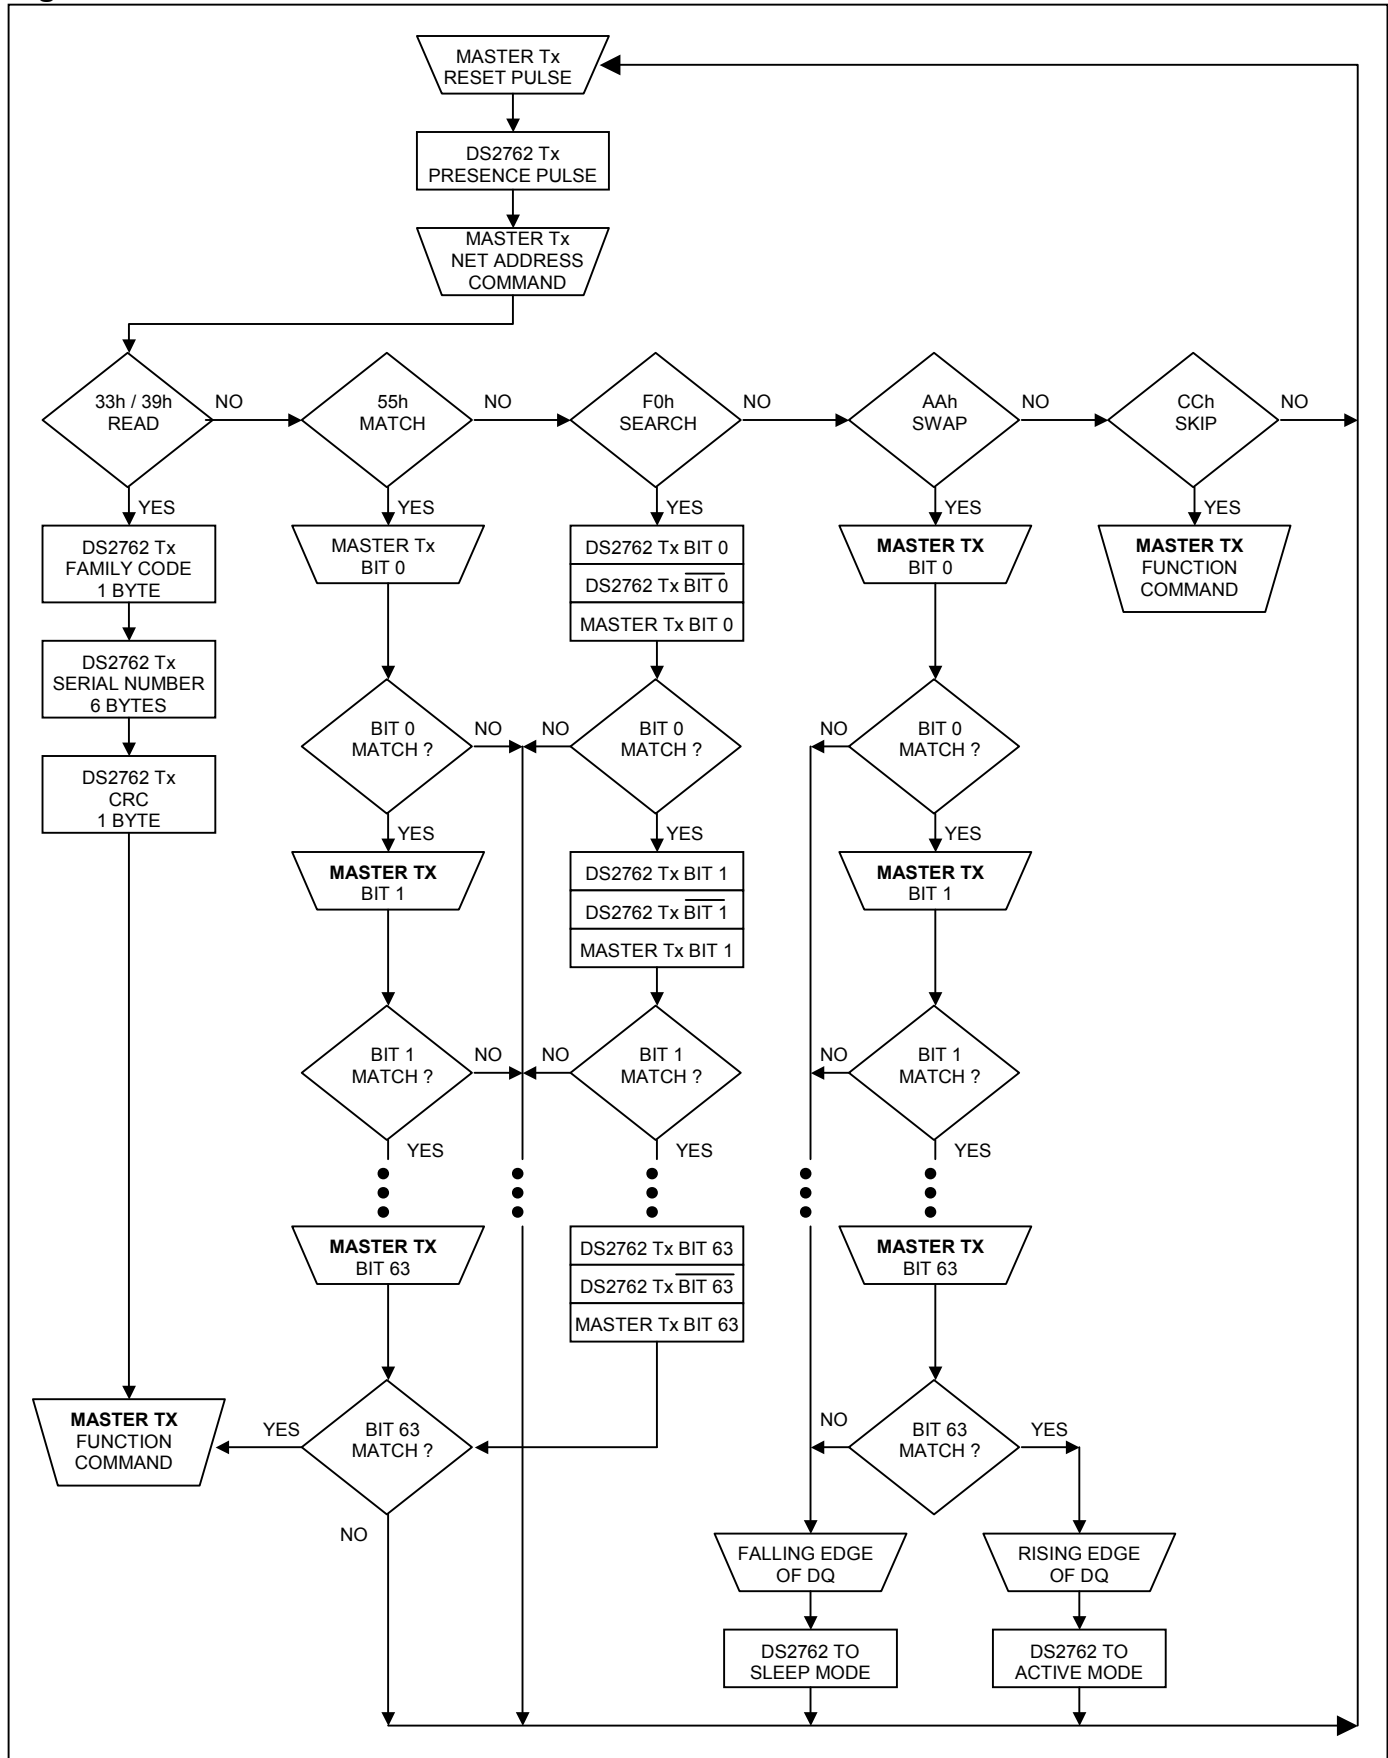 MASTER Tx
RESET PULSE
DS2762 Tx
PRESENCE PULSE
MASTER Tx
NET ADDRESS
COMMAND
33h / 39h
READ
NO
55h
MATCH
NO
F0h
SEARCH
NO
AAh
SWAP
NO
CCh
SKIP
NO
YES
YES
YES
YES
YES
DS2762 Tx
FAMILY CODE
1 BYTE
DS2762 Tx
SERIAL NUMBER
6 BYTES
DS2762 Tx
CRC
1 BYTE
MASTER Tx
BIT 0
BIT 0
MATCH ?
NO
YES
MASTER TX
BIT 1
BIT 1
MATCH ?
NO
YES
MASTER TX
BIT 63
BIT 63
MATCH ?
YES
NO
MASTER TX
FUNCTION
COMMAND
DS2762 Tx BIT 0
DS2762 Tx B̅I̅T̅ ̅0̅
MASTER Tx BIT 0
BIT 0
MATCH ?
NO
YES
DS2762 Tx BIT 1
DS2762 Tx B̅I̅T̅ ̅1̅
MASTER Tx BIT 1
BIT 1
MATCH ?
NO
YES
DS2762 Tx BIT 63
DS2762 Tx B̅I̅T̅ ̅6̅3̅
MASTER Tx BIT 63
MASTER TX
BIT 0
BIT 0
MATCH ?
NO
YES
MASTER TX
BIT 1
BIT 1
MATCH ?
NO
YES
MASTER TX
BIT 63
BIT 63
MATCH ?
NO
YES
FALLING EDGE
OF DQ
RISING EDGE
OF DQ
DS2762 TO
SLEEP MODE
DS2762 TO
ACTIVE MODE
MASTER TX
FUNCTION
COMMAND